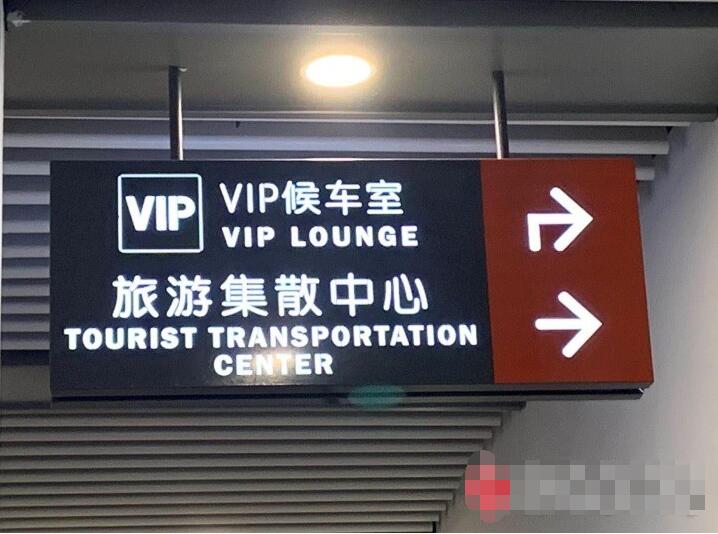 VIP
VIP候车室
VIP LOUNGE
旅游集散中心
TOURIST TRANSPORTATION
CENTER